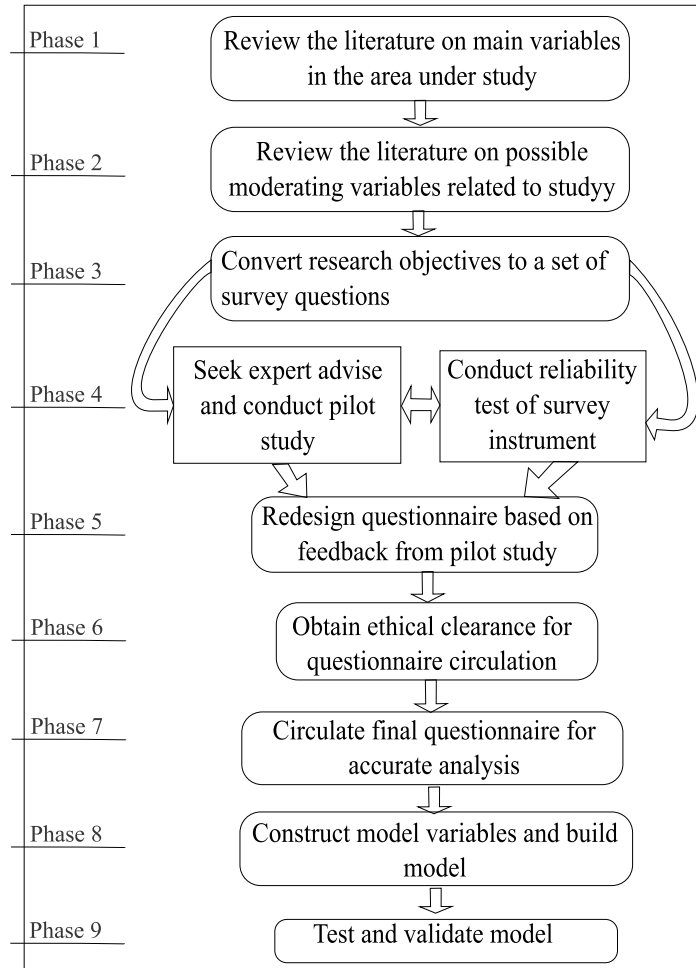 Phase 1
Review the literature on main variables
in the area under study
Phase 2
Review the literature on possible
moderating variables related to studyy
Phase 3
Convert research objectives to a set of
survey questions
Phase 4
Seek expert advise
and conduct pilot
study
Conduct reliability
test of survey
instrument
Phase 5
Redesign questionnaire based on
feedback from pilot study
Phase 6
Obtain ethical clearance for
questionnaire circulation
Phase 7
Circulate final questionnaire for
accurate analysis
Phase 8
Construct model variables and build
model
Phase 9
Test and validate model